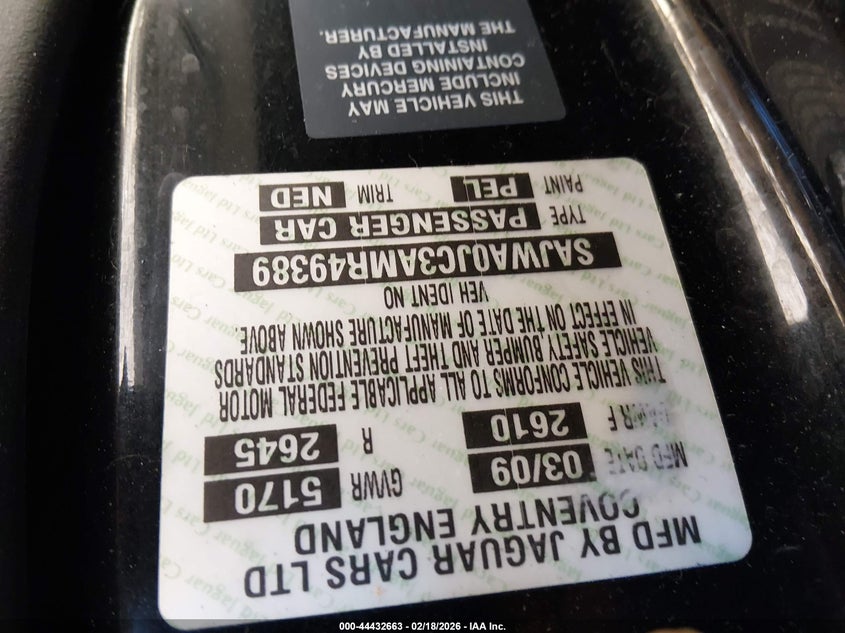 MFD BY JAGUAR CARS LTD
COVENTRY ENGLAND
MFD DATE 03/09 GVWR 5170
F 2610 R 2645
THIS VEHICLE CONFORMS TO ALL APPLICABLE FEDERAL MOTOR
VEHICLE SAFETY BUMPER AND THEFT PREVENTION STANDARDS
IN EFFECT ON THE DATE OF MANUFACTURE SHOWN ABOVE
VEH IDENT NO
SAJWA0JC3AMR49389
TYPE PASSENGER CAR
PAINT PEL TRIM NED
THIS VEHICLE MAY
INCLUDE MERCURY
CONTAINING DEVICES
INSTALLED BY
THE MANUFACTURER.
000-44432663 - 02/18/2026 - IAA Inc.